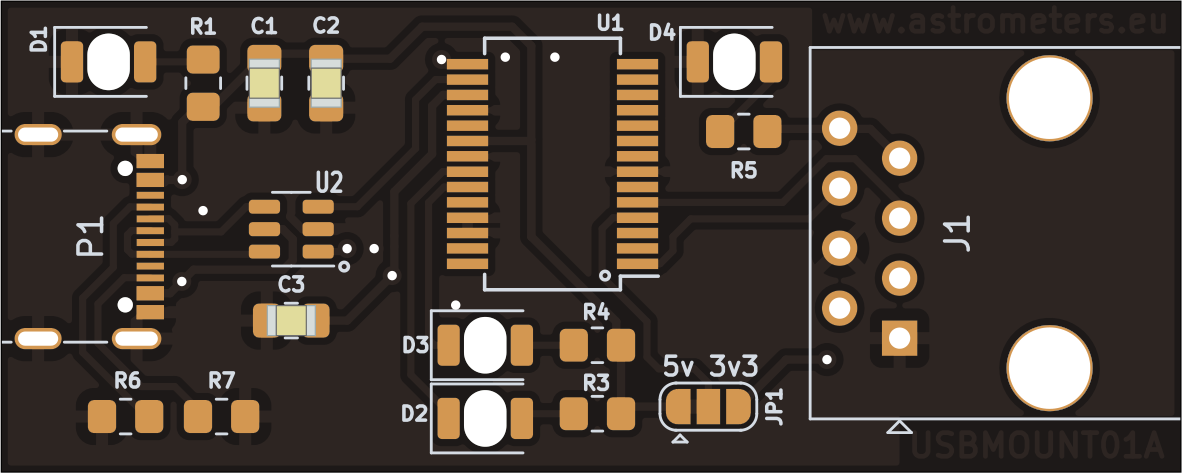 www.astrometers.eu
D1
R1
C1
C2
U1
D4
R5
U2
P1
J1
C3
R4
D3
5v 3v3
R6
R7
R3
D2
JP1
USBMOUNT01A